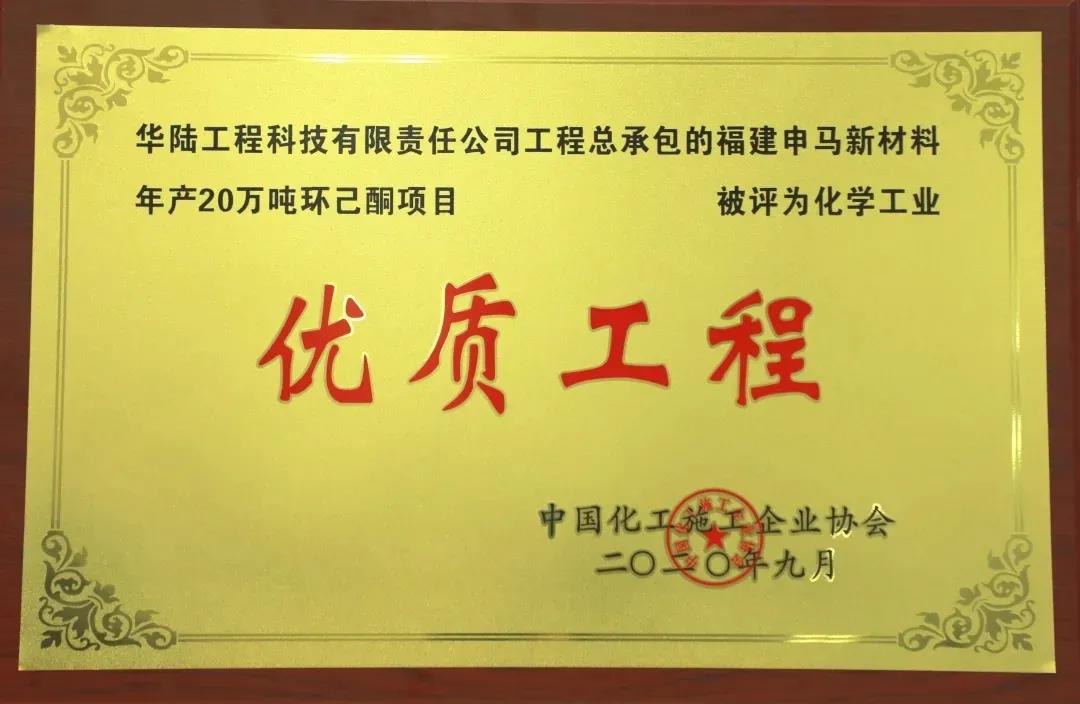 华陆工程科技有限责任公司工程总承包的福建申马新材料
年产20万吨环己酮项目 被评为化学工业
优质工程
中国化工施工企业协会
二〇二〇年九月